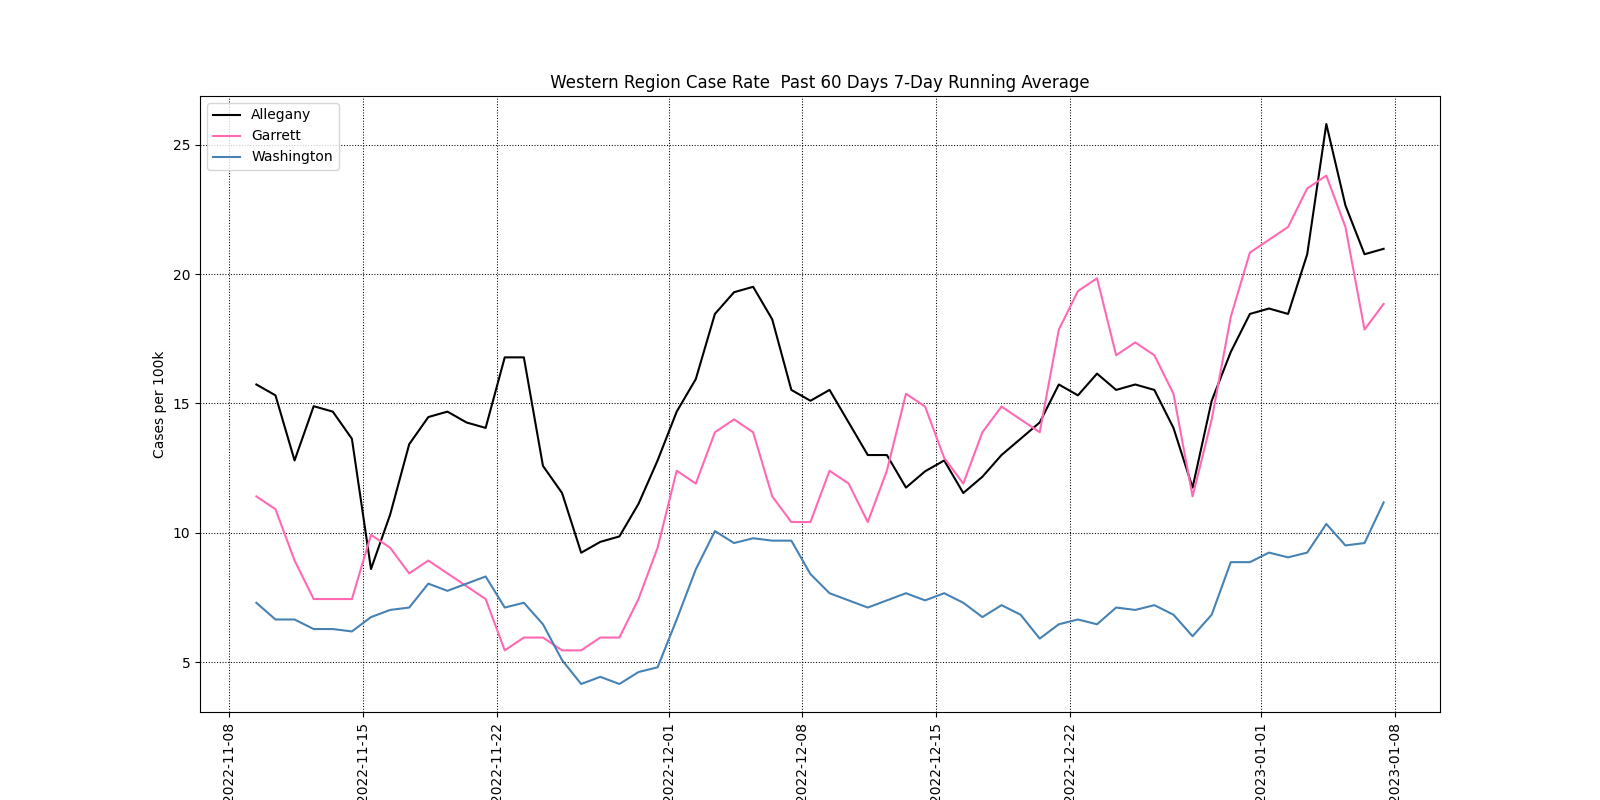 Western Region Case Rate  Past 60 Days 7-Day Running Average
Allegany
Garrett
Washington
Cases per 100k
25
20
15
10
5
2022-11-08
2022-11-15
2022-11-22
2022-12-01
2022-12-08
2022-12-15
2022-12-22
2023-01-01
2023-01-08